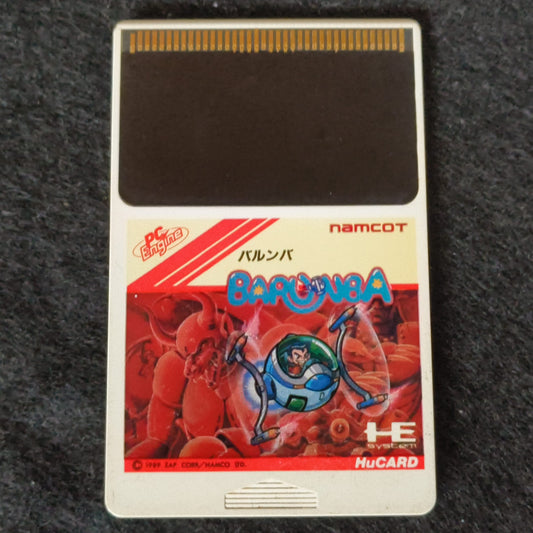 PC Engine
namcot
バルンバ
BARUNBA
HE
system
© 1989 ZAP CORP./NAMCO LTD.
HuCARD